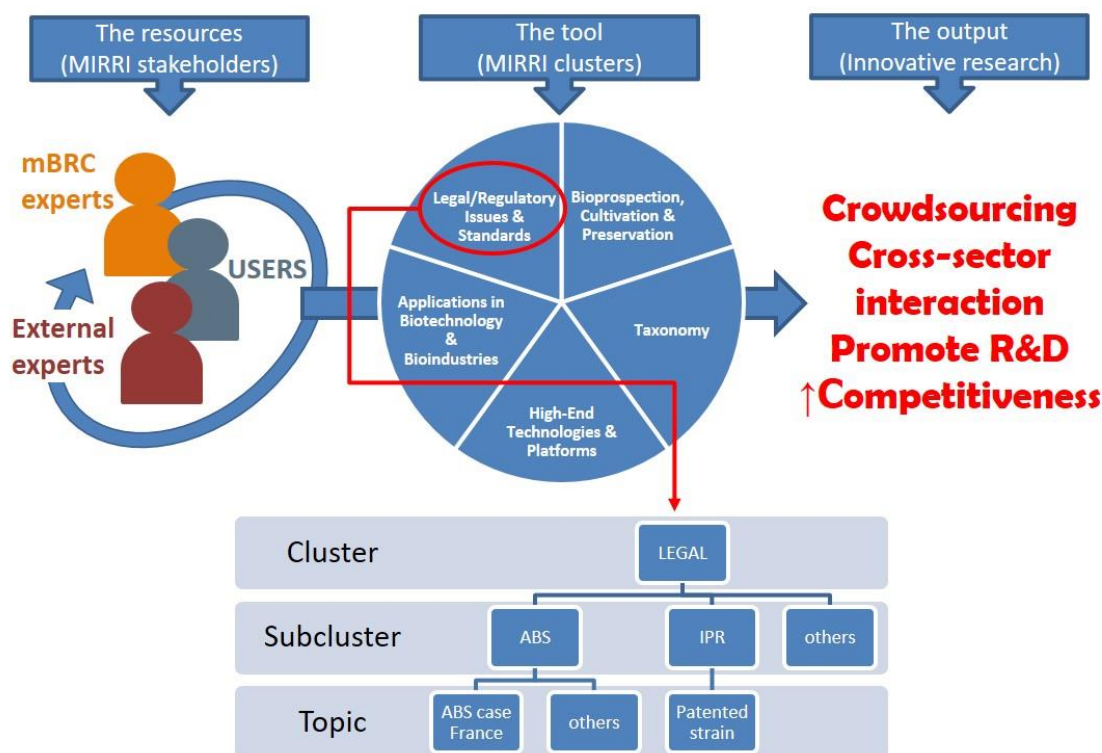 The resources
(MIRRI stakeholders)
The tool
(MIRRI clusters)
The output
(Innovative research)
mBRC
experts
USERS
External
experts
Legal/Regulatory
Issues &
Standards
Bioprospection,
Cultivation &
Preservation
Applications in
Biotechnology
&
Bioindustries
Taxonomy
High-End
Technologies &
Platforms
Crowdsourcing
Cross-sector
interaction
Promote R&D
↑Competitiveness
Cluster
LEGAL
Subcluster
ABS
IPR
others
Topic
ABS case
France
others
Patented
strain